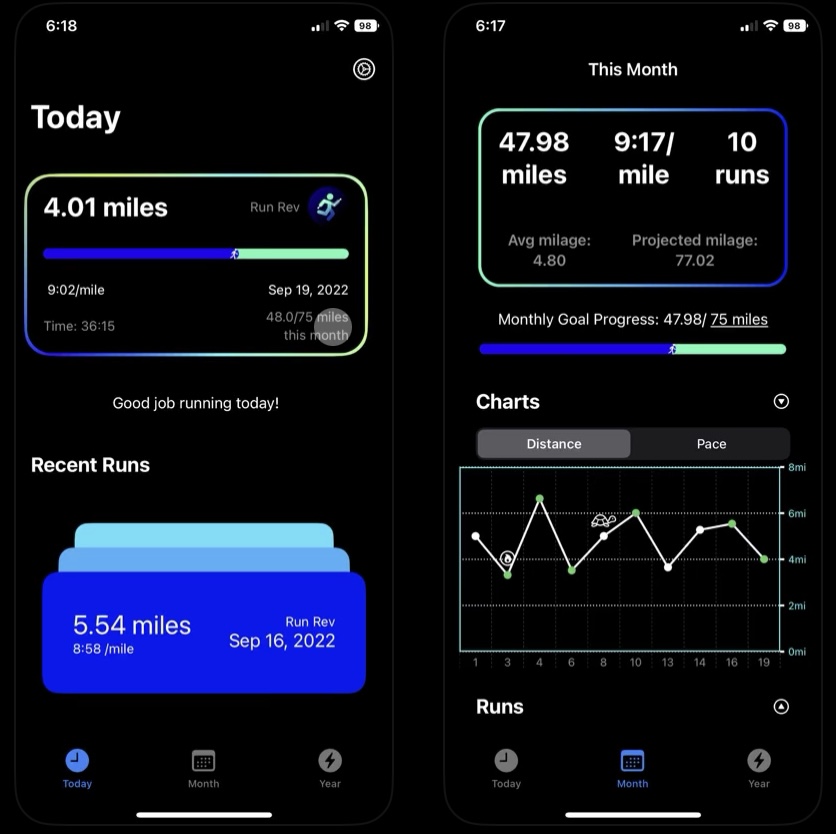 6:18
98
Today
4.01 miles
Run Rev
9:02/mile
Sep 19, 2022
Time: 36:15
48.0/75 miles
this month
Good job running today!
Recent Runs
5.54 miles
Run Rev
8:58 /mile
Sep 16, 2022
Today
Month
Year
6:17
98
This Month
47.98
miles
9:17/
mile
10
runs
Avg milage:
4.80
Projected milage:
77.02
Monthly Goal Progress: 47.98/ 75 miles
Charts
Distance
Pace
8mi
6mi
4mi
2mi
0mi
1 3 4 6 8 10 13 14 16 19
Runs
Today
Month
Year